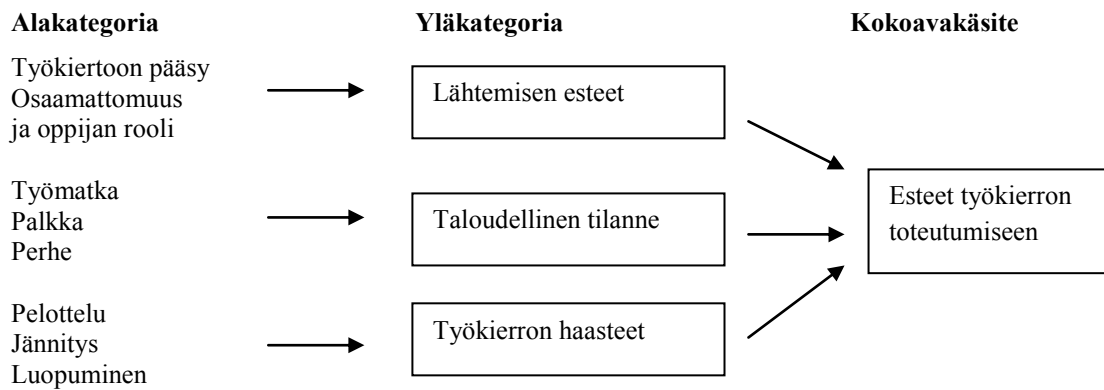 Alakategoria Yläkategoria Kokoavakäsite
Työkiertoon pääsy
Osaamattomuus
ja oppijan rooli
Lähtemisen esteet
Työmatka
Palkka
Perhe
Taloudellinen tilanne
Pelottelu
Jännitys
Luopuminen
Työkierron haasteet
Esteet työkierron
toteutumiseen